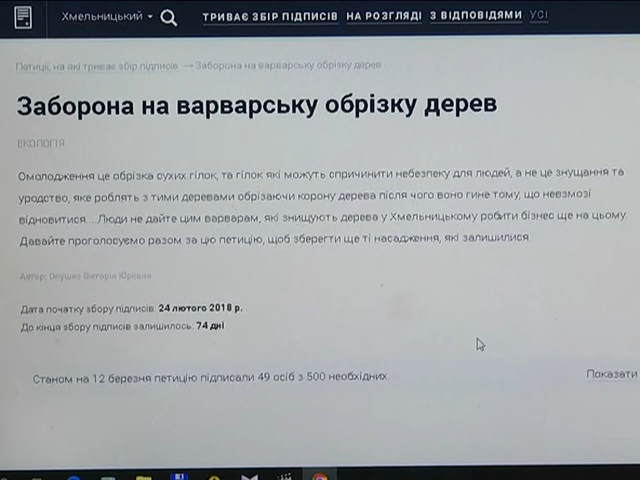 Хмельницький
ТРИВАЄ ЗБІР ПІДПИСІВ НА РОЗГЛЯДІ З ВІДПОВІДЯМИ УСІ
Петиції, на які триває збір підписів → Заборона на варварську обрізку дерев
Заборона на варварську обрізку дерев
ЕКОЛОГІЯ
Омолодження це обрізка сухих гілок, та гілок які можуть спричинити небезпеку для людей, а не це знущання та
уродство, яке роблять з тими деревами обрізаючи корону дерева після чого воно гине тому, що невзмозі
відновитися....Люди не дайте цим варварам, які знищують дерева у Хмельницькому робити бізнес ще на цьому.
Давайте проголосуємо разом за цю петицію, щоб зберегти ще ті насадження, які залишилися
Автор: Вікторія Юріївна
Дата початку збору підписів: 24 лютого 2018 р.
До кінця збору підписів залишилось: 74 дні
Станом на 12 березня петицію підписали 49 осіб з 500 необхідних.
Показати